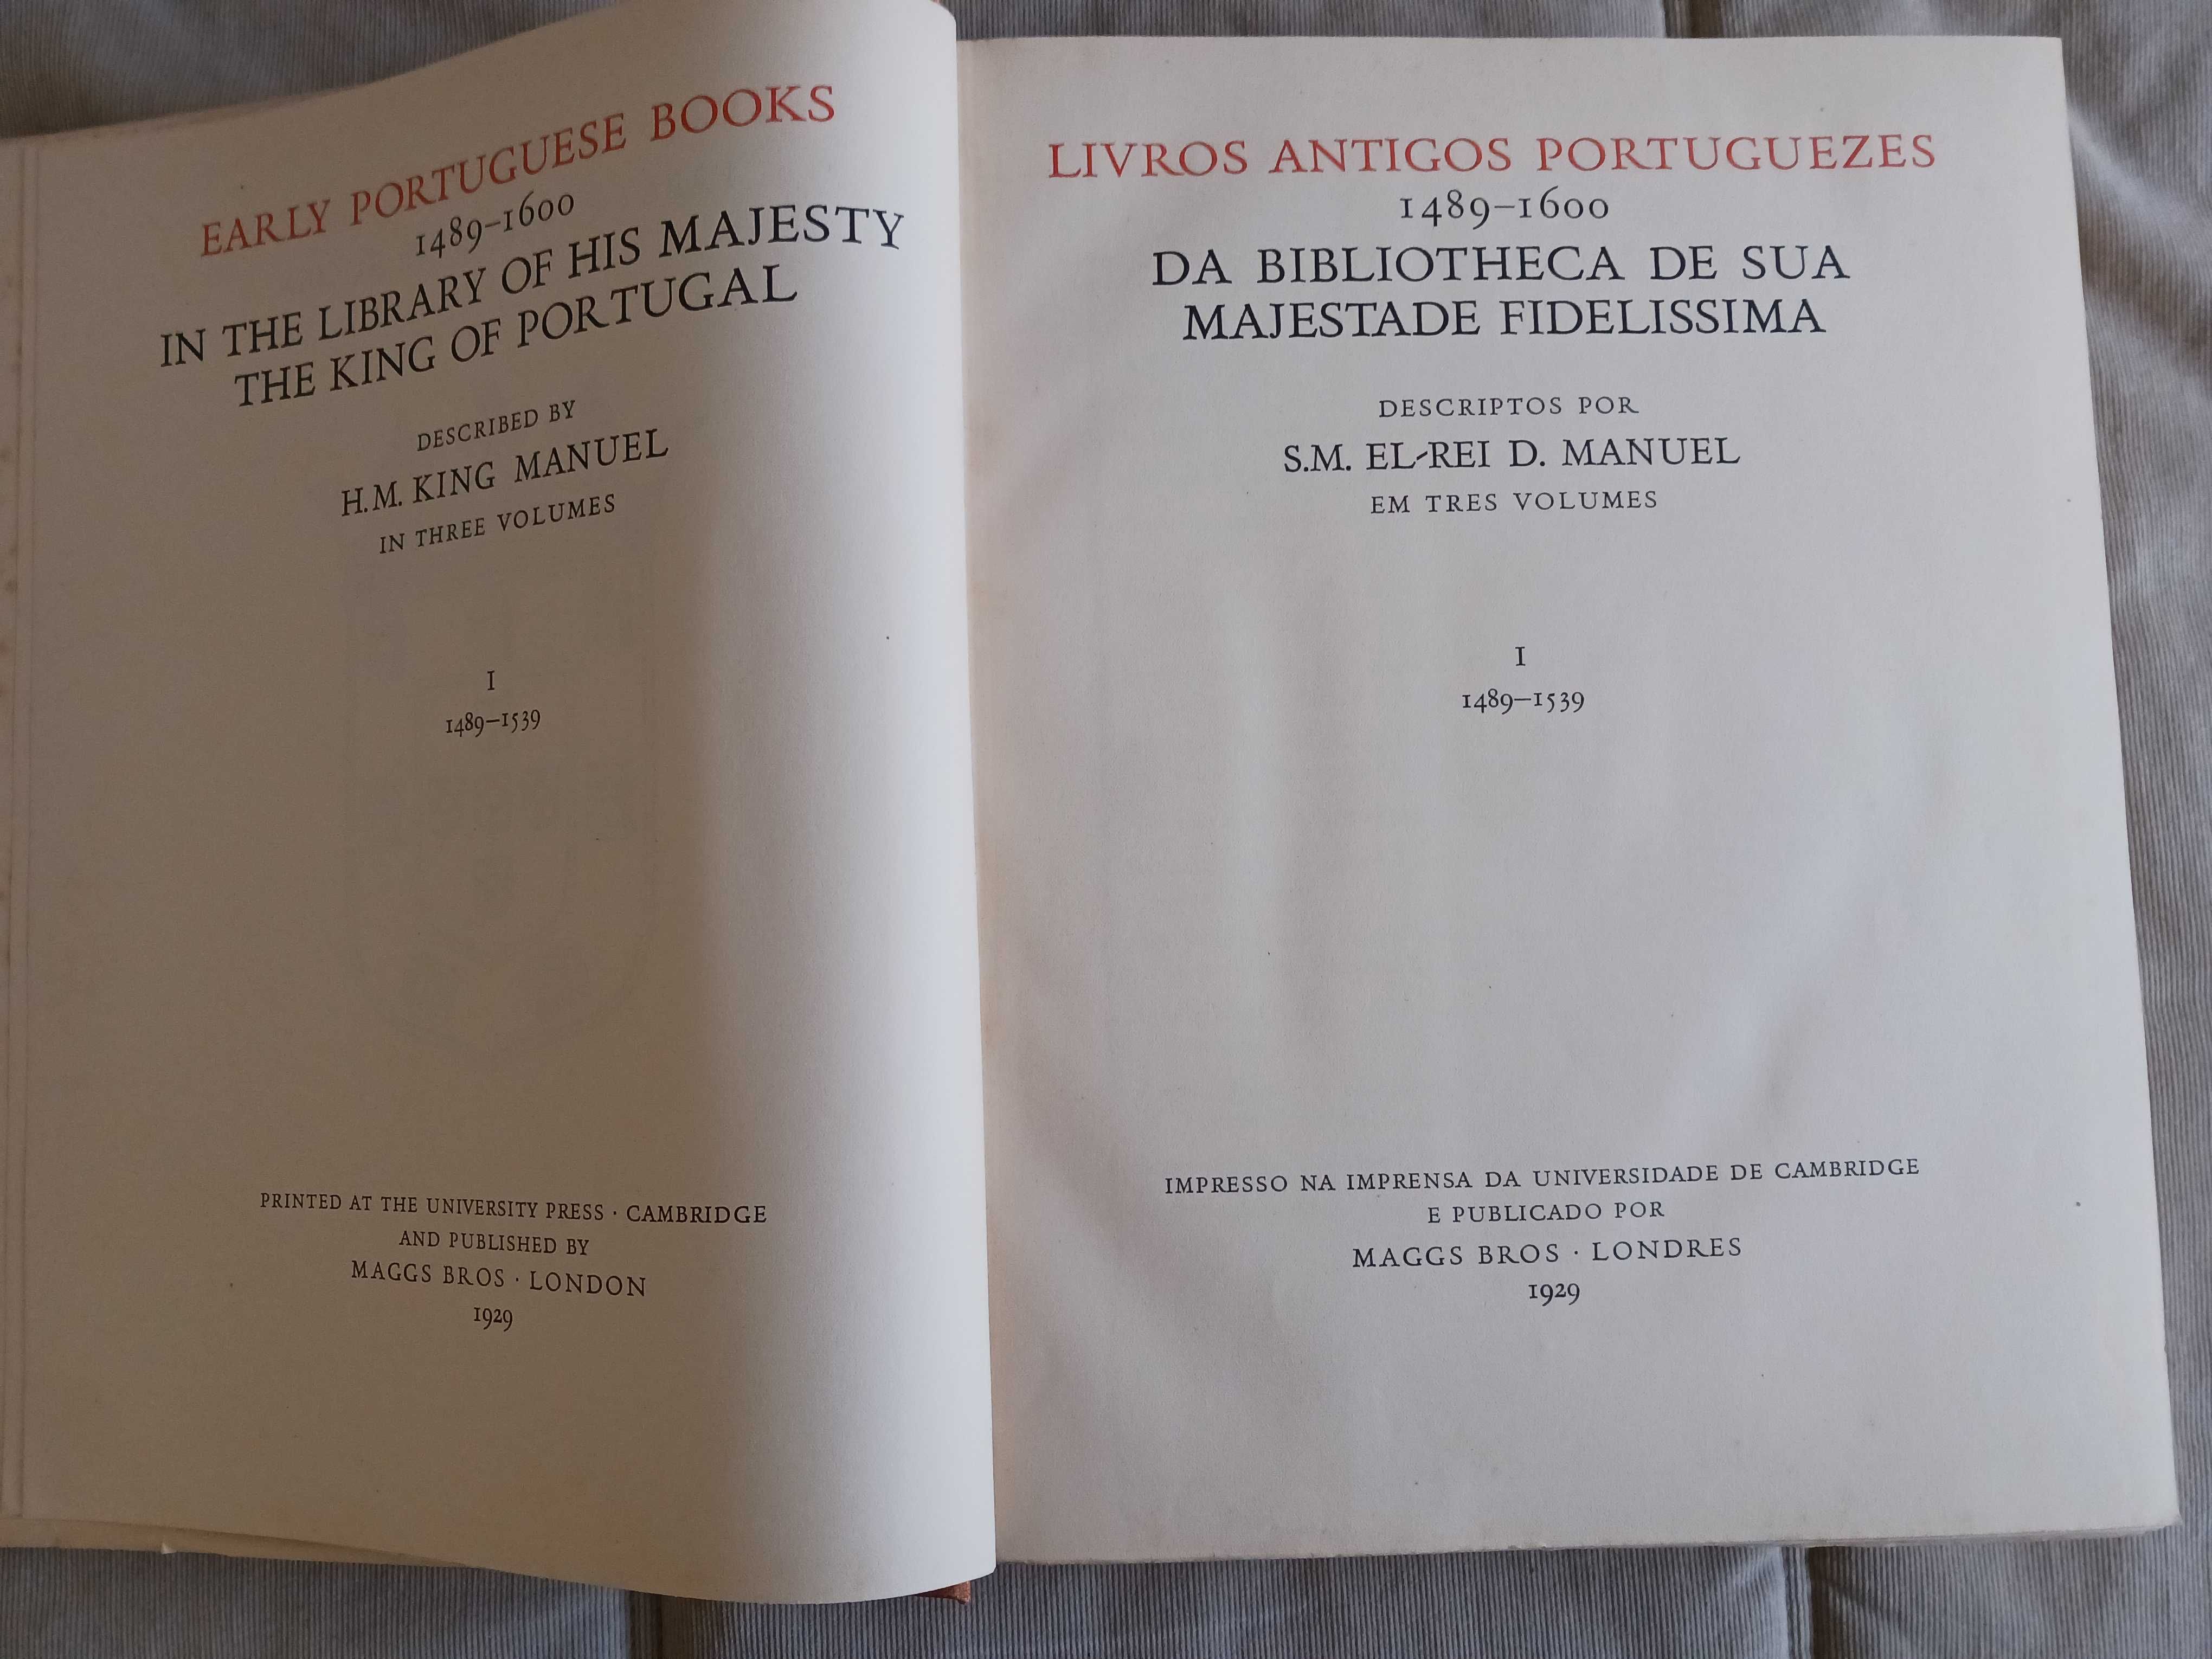 EARLY PORTUGUESE BOOKS
1489–1600
IN THE LIBRARY OF HIS MAJESTY
THE KING OF PORTUGAL
DESCRIBED BY
H.M. KING MANUEL
IN THREE VOLUMES
I
1489–1539
PRINTED AT THE UNIVERSITY PRESS · CAMBRIDGE
AND PUBLISHED BY
MAGGS BROS · LONDON
1929
LIVROS ANTIGOS PORTUGUEZES
1489–1600
DA BIBLIOTHECA DE SUA
MAJESTADE FIDELISSIMA
DESCRIPTOS POR
S.M. EL-REI D. MANUEL
EM TRES VOLUMES
I
1489–1539
IMPRESSO NA IMPRENSA DA UNIVERSIDADE DE CAMBRIDGE
E PUBLICADO POR
MAGGS BROS · LONDRES
1929